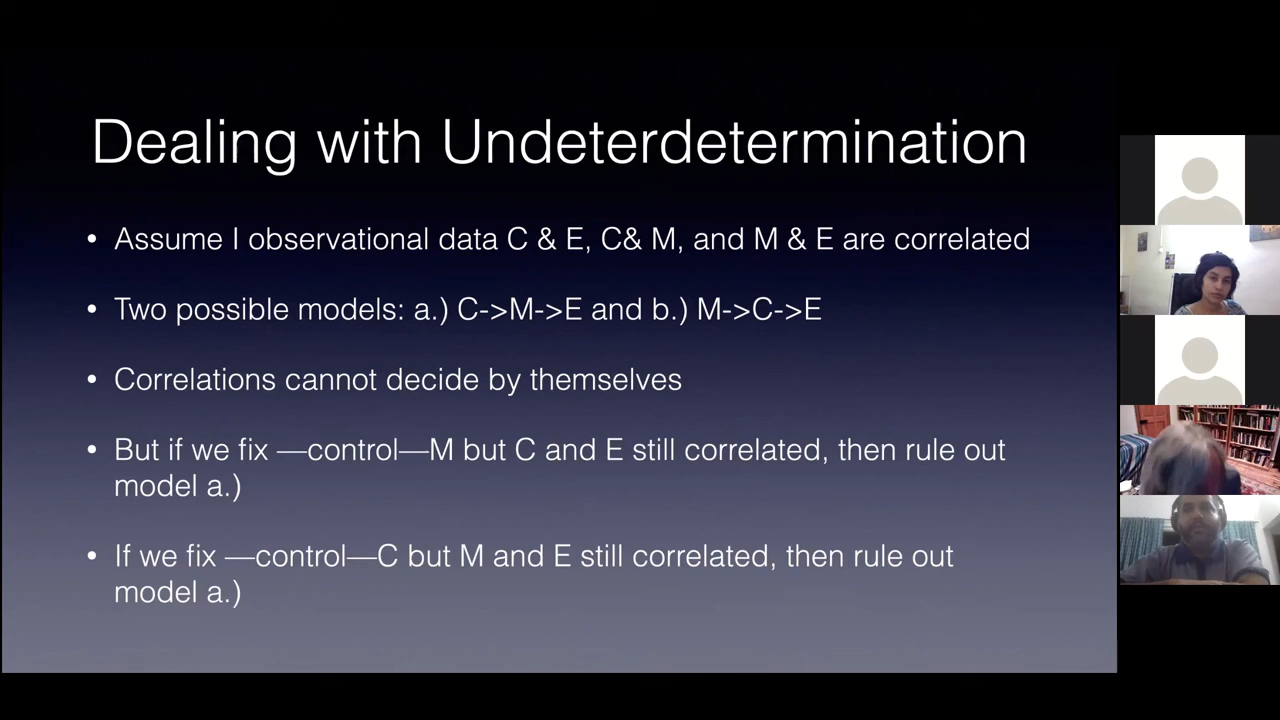 Dealing with Undeterdetermination
• Assume I observational data C & E, C& M, and M & E are correlated
• Two possible models: a.) C->M->E and b.) M->C->E
• Correlations cannot decide by themselves
• But if we fix —control—M but C and E still correlated, then rule out
model a.)
• If we fix —control—C but M and E still correlated, then rule out
model a.)